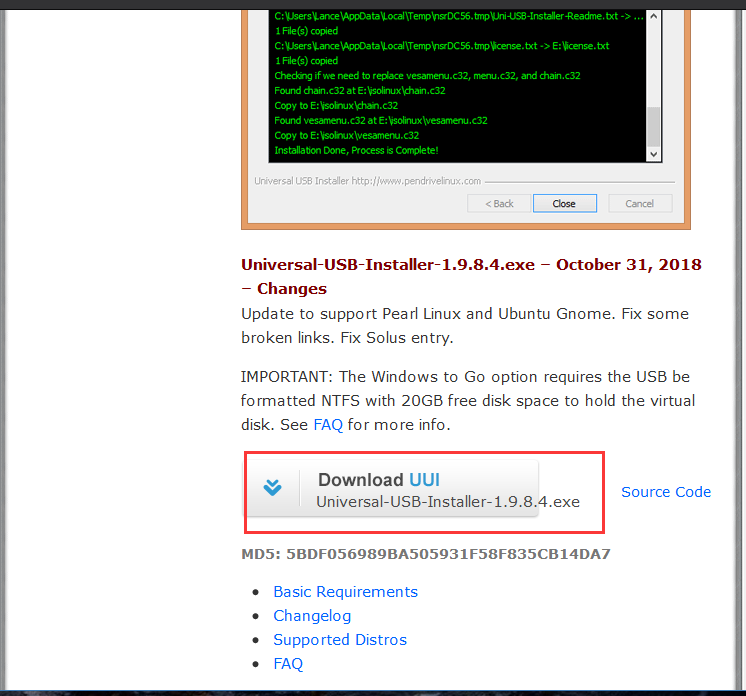 C:\Users\Lance\AppData\Local\Temp\nsrDC56.tmp\Uni-USB-Installer-Readme.txt -> ...
1 File(s) copied
C:\Users\Lance\AppData\Local\Temp\nsrDC56.tmp\license.txt -> E:\license.txt
1 File(s) copied
Checking if we need to replace vesamenu.c32, menu.c32, and chain.c32
Found chain.c32 at E:\isolinux\chain.c32
Copy to E:\isolinux\chain.c32
Found vesamenu.c32 at E:\isolinux\vesamenu.c32
Copy to E:\isolinux\vesamenu.c32
Installation Done, Process is Complete!
Universal USB Installer http://www.pendrivelinux.com
< Back Close Cancel
Universal-USB-Installer-1.9.8.4.exe – October 31, 2018
– Changes
Update to support Pearl Linux and Ubuntu Gnome. Fix some
broken links. Fix Solus entry.
IMPORTANT: The Windows to Go option requires the USB be
formatted NTFS with 20GB free disk space to hold the virtual
disk. See FAQ for more info.
Download UUI
Universal-USB-Installer-1.9.8.4.exe
Source Code
MD5: 5BDF056989BA505931F58F835CB14DA7
• Basic Requirements
• Changelog
• Supported Distros
• FAQ